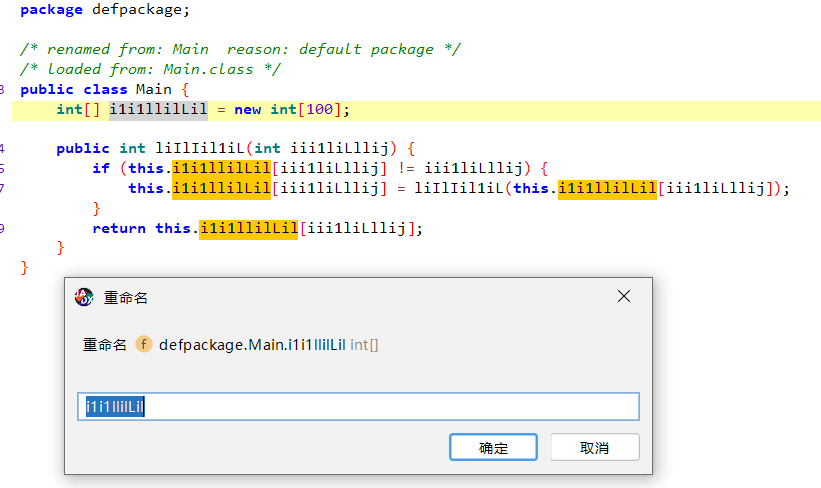 package defpackage;
/* renamed from: Main  reason: default package */
/* loaded from: Main.class */
3 public class Main {
int[] i1i1llilLil = new int[100];
4 public int liIlIil1iL(int iii1liLllij) {
5 if (this.i1i1llilLil[iii1liLllij] != iii1liLllij) {
7 this.i1i1llilLil[iii1liLllij] = liIlIil1iL(this.i1i1llilLil[iii1liLllij]);
}
9 return this.i1i1llilLil[iii1liLllij];
}
}
重命名
重命名 f defpackage.Main.i1i1llilLil int[]
i1i1llilLil
确定 取消